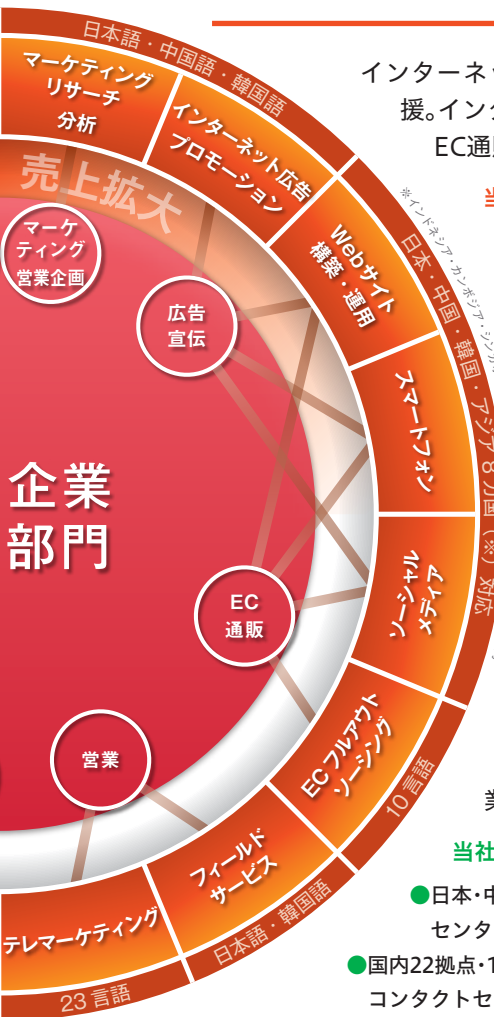 日本語・中国語・韓国語
マーケティング
リサーチ
分析
インターネット広告
プロモーション
Webサイト
構築・運用
スマートフォン
ソーシャル
メディア
EC フルアウト
ソーシング
フィールド
サービス
テレマーケティング
日本・中国・韓国・アジア8カ国（※）対応
10言語
日本語・韓国語
23言語
売上拡大
マーケ
ティング
営業企画
広告
宣伝
企業
部門
EC
通販
営業
インターネッ
援。インタ
EC通
※インドネシア・カンボジア・シンガ
業
当社
●日本・中
センタ
●国内22拠点・1
コンタクトセ